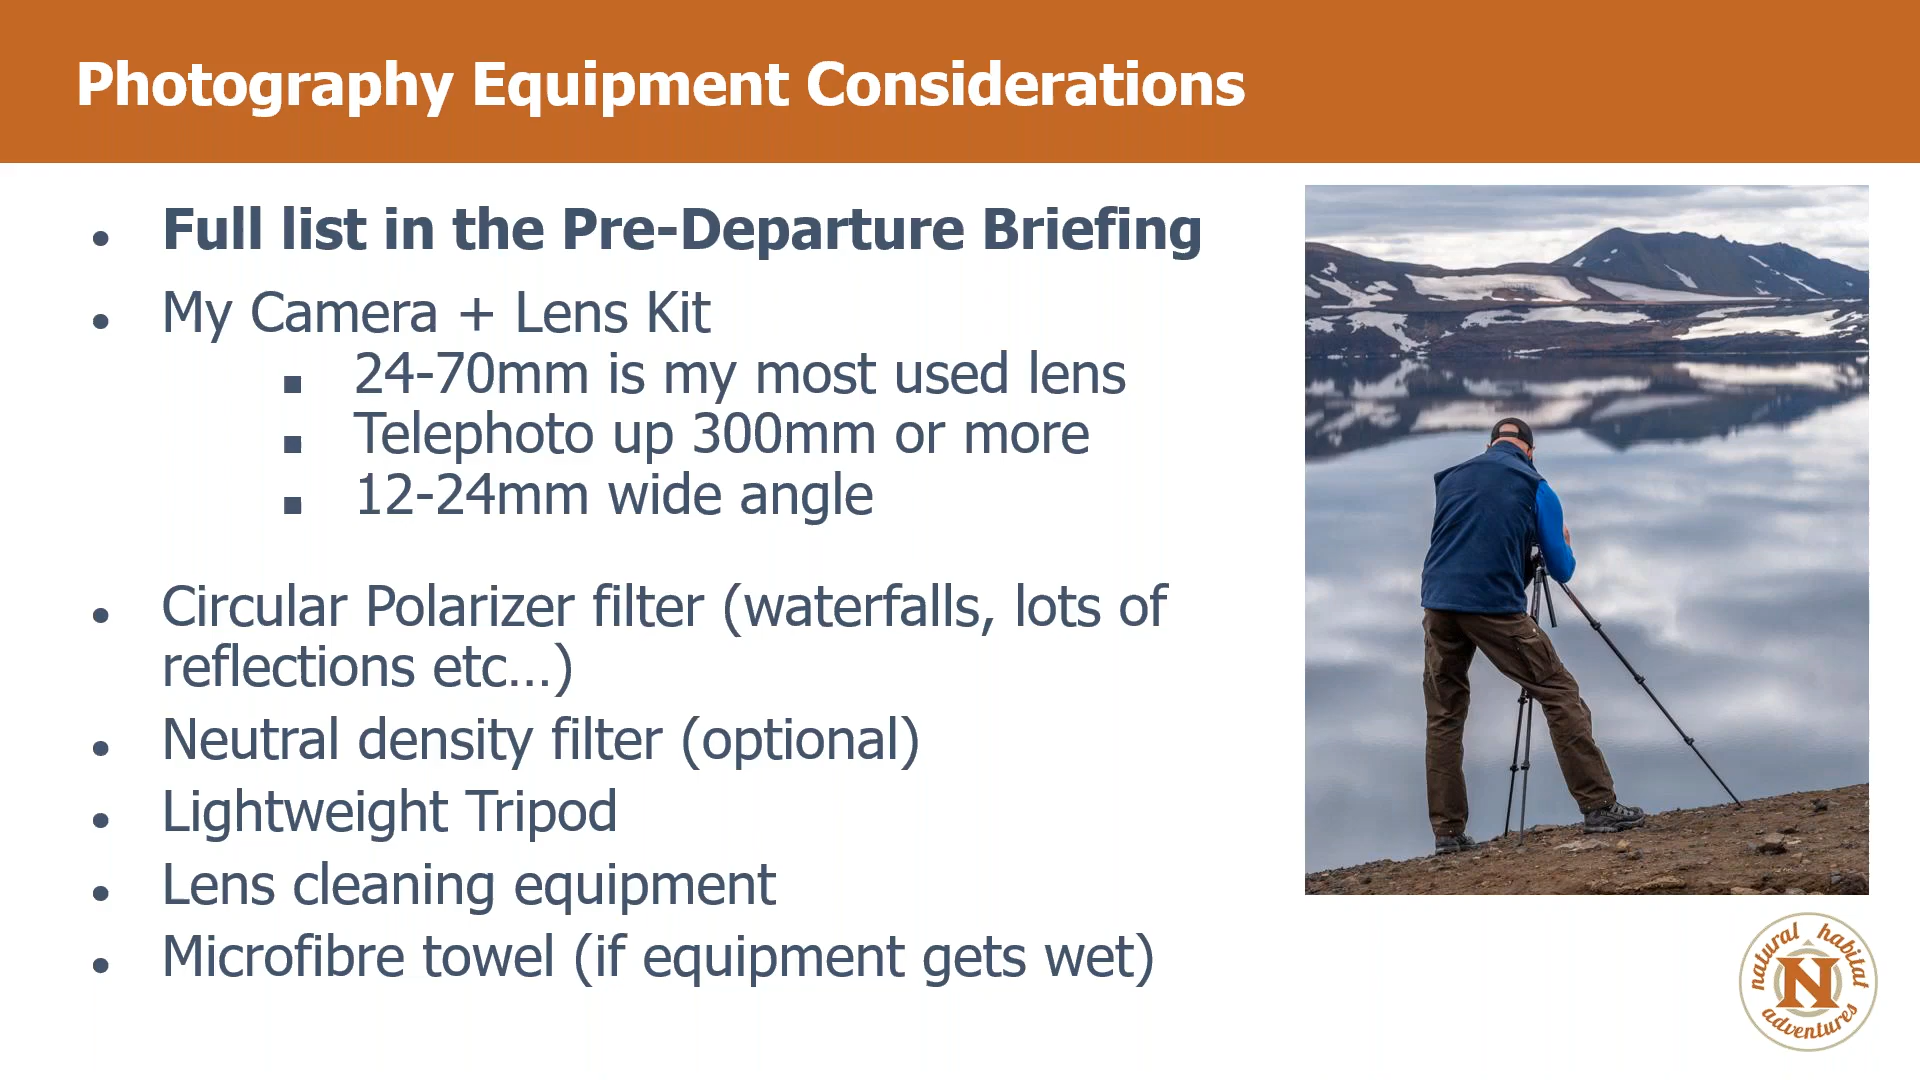 Photography Equipment Considerations
• Full list in the Pre-Departure Briefing
• My Camera + Lens Kit
▪ 24-70mm is my most used lens
▪ Telephoto up 300mm or more
▪ 12-24mm wide angle
• Circular Polarizer filter (waterfalls, lots of
reflections etc…)
• Neutral density filter (optional)
• Lightweight Tripod
• Lens cleaning equipment
• Microfibre towel (if equipment gets wet)
natural habitat
N
adventures